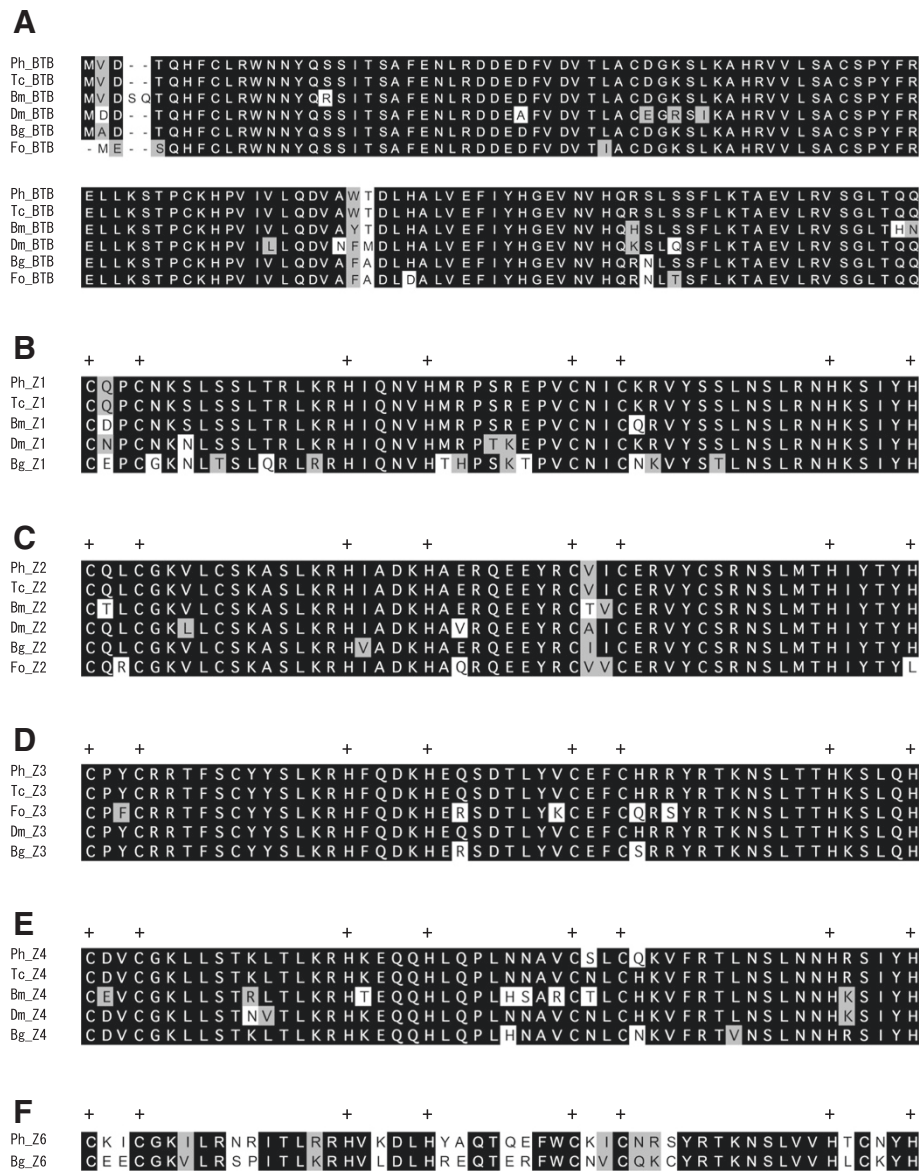 A
Ph_BTB MVD--TQHFCLRWNNYQSSITSAFENLRDDEDFVDVTLACDGKSLKAHRVVLSACSPYFR
Tc_BTB MVD--TQHFCLRWNNYQSSITSAFENLRDDEDFVDVTLACDGKSLKAHRVVLSACSPYFR
Bm_BTB MVDSQTQHFCLRWNNYQRSITSAFENLRDDEDFVDVTLACDGKSLKAHRVVLSACSPYFR
Dm_BTB MDD--TQHFCLRWNNYQSSITSAFENLRDDEAFVDVTLACEGRSIKAHRVVLSACSPYFR
Bg_BTB MAD--TQHFCLRWNNYQSSITSAFENLRDDEDFVDVTLACDGKSLKAHRVVLSACSPYFR
Fo_BTB -ME--SQHFCLRWNNYQSSITSAFENLRDDEDFVDVTIACDGKSLKAHRVVLSACSPYFR
Ph_BTB ELLKSTPCKHPVIVLQDVAWTDLHALVEFIYHGEVNVHQRSLSSFLKTAEVLRVSGLTQQ
Tc_BTB ELLKSTPCKHPVIVLQDVAWTDLHALVEFIYHGEVNVHQRSLSSFLKTAEVLRVSGLTQQ
Bm_BTB ELLKSTPCKHPVIVLQDVAYTDLHALVEFIYHGEVNVHQHSLSSFLKTAEVLRVSGLTHN
Dm_BTB ELLKSTPCKHPVILLQDVNFMDLHALVEFIYHGEVNVHQKSLQSFLKTAEVLRVSGLTQQ
Bg_BTB ELLKSTPCKHPVIVLQDVAFADLHALVEFIYHGEVNVHQRNLSSFLKTAEVLRVSGLTQQ
Fo_BTB ELLKSTPCKHPVIVLQDVAFADLDALVEFIYHGEVNVHQRNLTSFLKTAEVLRVSGLTQQ
B
+ + + + + + + +
Ph_Z1 CQPCNKSLSSLTRLKRHIQNVHMRPSREPVCNICKRVYSSLNSLRNHKSIYH
Tc_Z1 CQPCNKSLSSLTRLKRHIQNVHMRPSREPVCNICKRVYSSLNSLRNHKSIYH
Bm_Z1 CDPCNKSLSSLTRLKRHIQNVHMRPSREPVCNICQRVYSSLNSLRNHKSIYH
Dm_Z1 CNPCNKNLSSLTRLKRHIQNVHMRPTKEPVCNICKRVYSSLNSLRNHKSIYH
Bg_Z1 CEPCGKNLTSLQRLRRHIQNVHTHPSKTPVCNICNKVYSTLNSLRNHKSIYH
C
+ + + + + + + +
Ph_Z2 CQLCGKVLCSKASLKRHIADKHAERQEEYRCVICERVYCSRNSLMTHIYTYH
Tc_Z2 CQLCGKVLCSKASLKRHIADKHAERQEEYRCVICERVYCSRNSLMTHIYTYH
Bm_Z2 CTLCGKVLCSKASLKRHIADKHAERQEEYRCTVCERVYCSRNSLMTHIYTYH
Dm_Z2 CQLCGKLLCSKASLKRHIADKHAVRQEEYRCAICERVYCSRNSLMTHIYTYH
Bg_Z2 CQLCGKVLCSKASLKRHVADKHAERQEEYRCIICERVYCSRNSLMTHIYTYH
Fo_Z2 CQRCGKVLCSKASLKRHIADKHAQRQEEYRCVVCERVYCSRNSLMTHIYTYL
D
+ + + + + + + +
Ph_Z3 CPYCRRTFSCYYSLKRHFQDKHEQSDTLYVCEFCHRRYRTKNSLTTHKSLQH
Tc_Z3 CPYCRRTFSCYYSLKRHFQDKHEQSDTLYVCEFCHRRYRTKNSLTTHKSLQH
Fo_Z3 CPFCRRTFSCYYSLKRHFQDKHERSDTLYKCEFCQRSYRTKNSLTTHKSLQH
Dm_Z3 CPYCRRTFSCYYSLKRHFQDKHEQSDTLYVCEFCHRRYRTKNSLTTHKSLQH
Bg_Z3 CPYCRRTFSCYYSLKRHFQDKHERSDTLYVCEFCSRRYRTKNSLTTHKSLQH
E
+ + + + + + + +
Ph_Z4 CDVCGKLLSTKLTLKRHKEQQHLQPLNNAVCSLCQKVFRTLNSLNNHRSIYH
Tc_Z4 CDVCGKLLSTKLTLKRHKEQQHLQPLNNAVCNLCHKVFRTLNSLNNHRSIYH
Bm_Z4 CEVCGKLLSTRLTLKRHTEQQHLQPLHSARCTLCHKVFRTLNSLNNHKSIYH
Dm_Z4 CDVCGKLLSTNVTLKRHKEQQHLQPLNNAVCNLCHKVFRTLNSLNNHKSIYH
Bg_Z4 CDVCGKLLSTKLTLKRHKEQQHLQPLHNAVCNLCNKVFRTVNSLNNHRSIYH
F
+ + + + + + + +
Ph_Z6 CKICGKILRNRITLRRHVKDLHYAQTQEFWCKICNRSYRTKNSLVVHTCNYH
Bg_Z6 CEECGKVLRSPITLKRHVLDLHREQTERFWCNVCQKCYRTKNSLVVHLCKYH